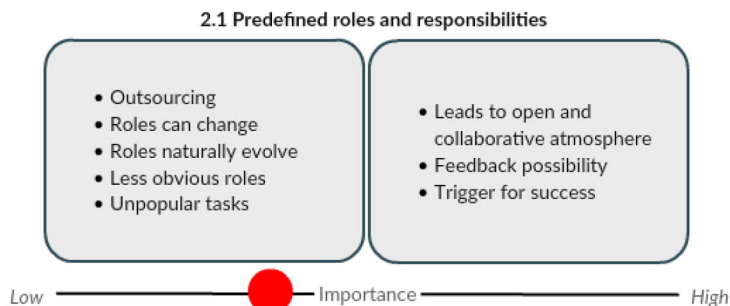 2.1 Predefined roles and responsibilities
• Outsourcing
• Roles can change
• Roles naturally evolve
• Less obvious roles
• Unpopular tasks
• Leads to open and
collaborative atmosphere
• Feedback possibility
• Trigger for success
Low Importance High